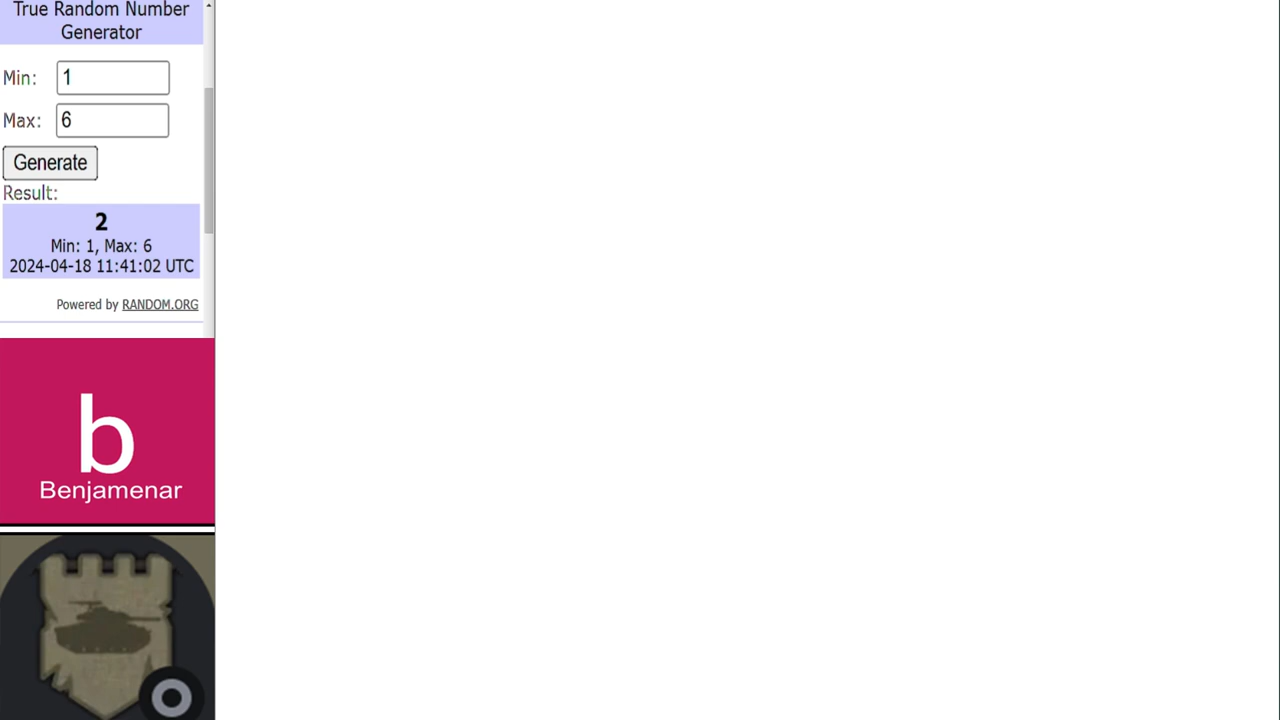 True Random Number
Generator
Min: 1
Max: 6
Generate
Result:
2
Min: 1, Max: 6
2024-04-18 11:41:02 UTC
Powered by RANDOM.ORG
b
Benjamenar